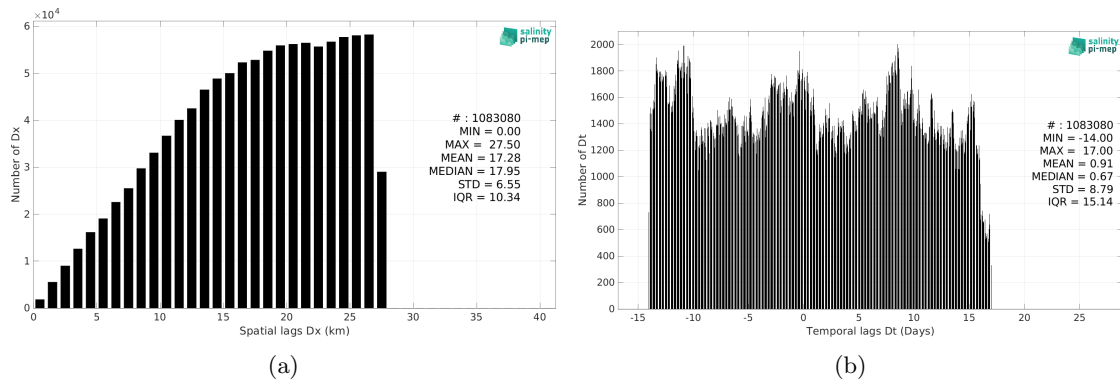 6 ×10⁴
5
4
3
2
1
0
Number of Dx
0 5 10 15 20 25 30 35 40
Spatial lags Dx (km)
salinity
pi-mep
# : 1083080
MIN = 0.00
MAX = 27.50
MEAN = 17.28
MEDIAN = 17.95
STD = 6.55
IQR = 10.34
(a)
2000
1800
1600
1400
1200
1000
800
600
400
200
0
Number of Dt
-15 -10 -5 0 5 10 15 20 25
Temporal lags Dt (Days)
salinity
pi-mep
# : 1083080
MIN = -14.00
MAX = 17.00
MEAN = 0.91
MEDIAN = 0.67
STD = 8.79
IQR = 15.14
(b)